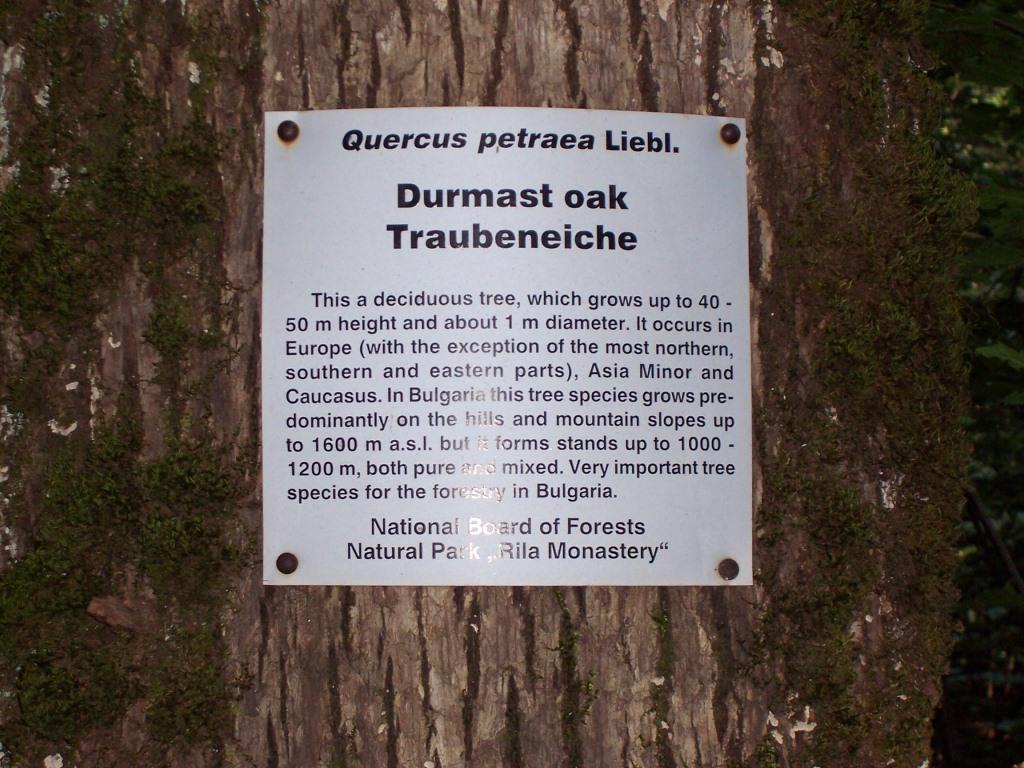 Quercus petraea Liebl.
Durmast oak
Traubeneiche
This a deciduous tree, which grows up to 40 -
50 m height and about 1 m diameter. It occurs in
Europe (with the exception of the most northern,
southern and eastern parts), Asia Minor and
Caucasus. In Bulgaria this tree species grows pre-
dominantly on the hills and mountain slopes up
to 1600 m a.s.l. but it forms stands up to 1000 -
1200 m, both pure and mixed. Very important tree
species for the forestry in Bulgaria.
National Board of Forests
Natural Park „Rila Monastery“